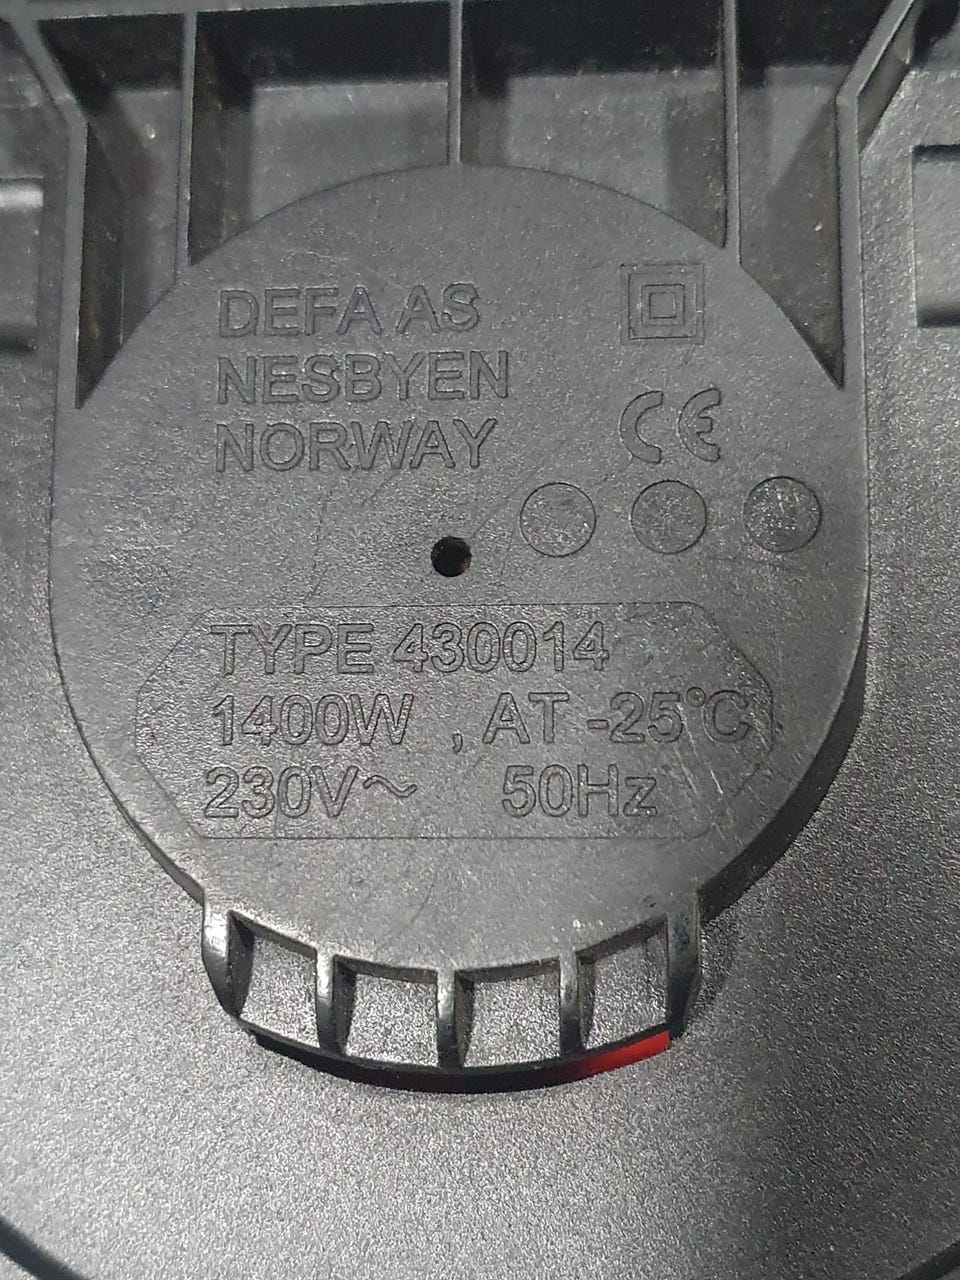 DEFA AS
NESBYEN
NORWAY
CE
TYPE 430014
1400W , AT -25°C
230V~ 50Hz